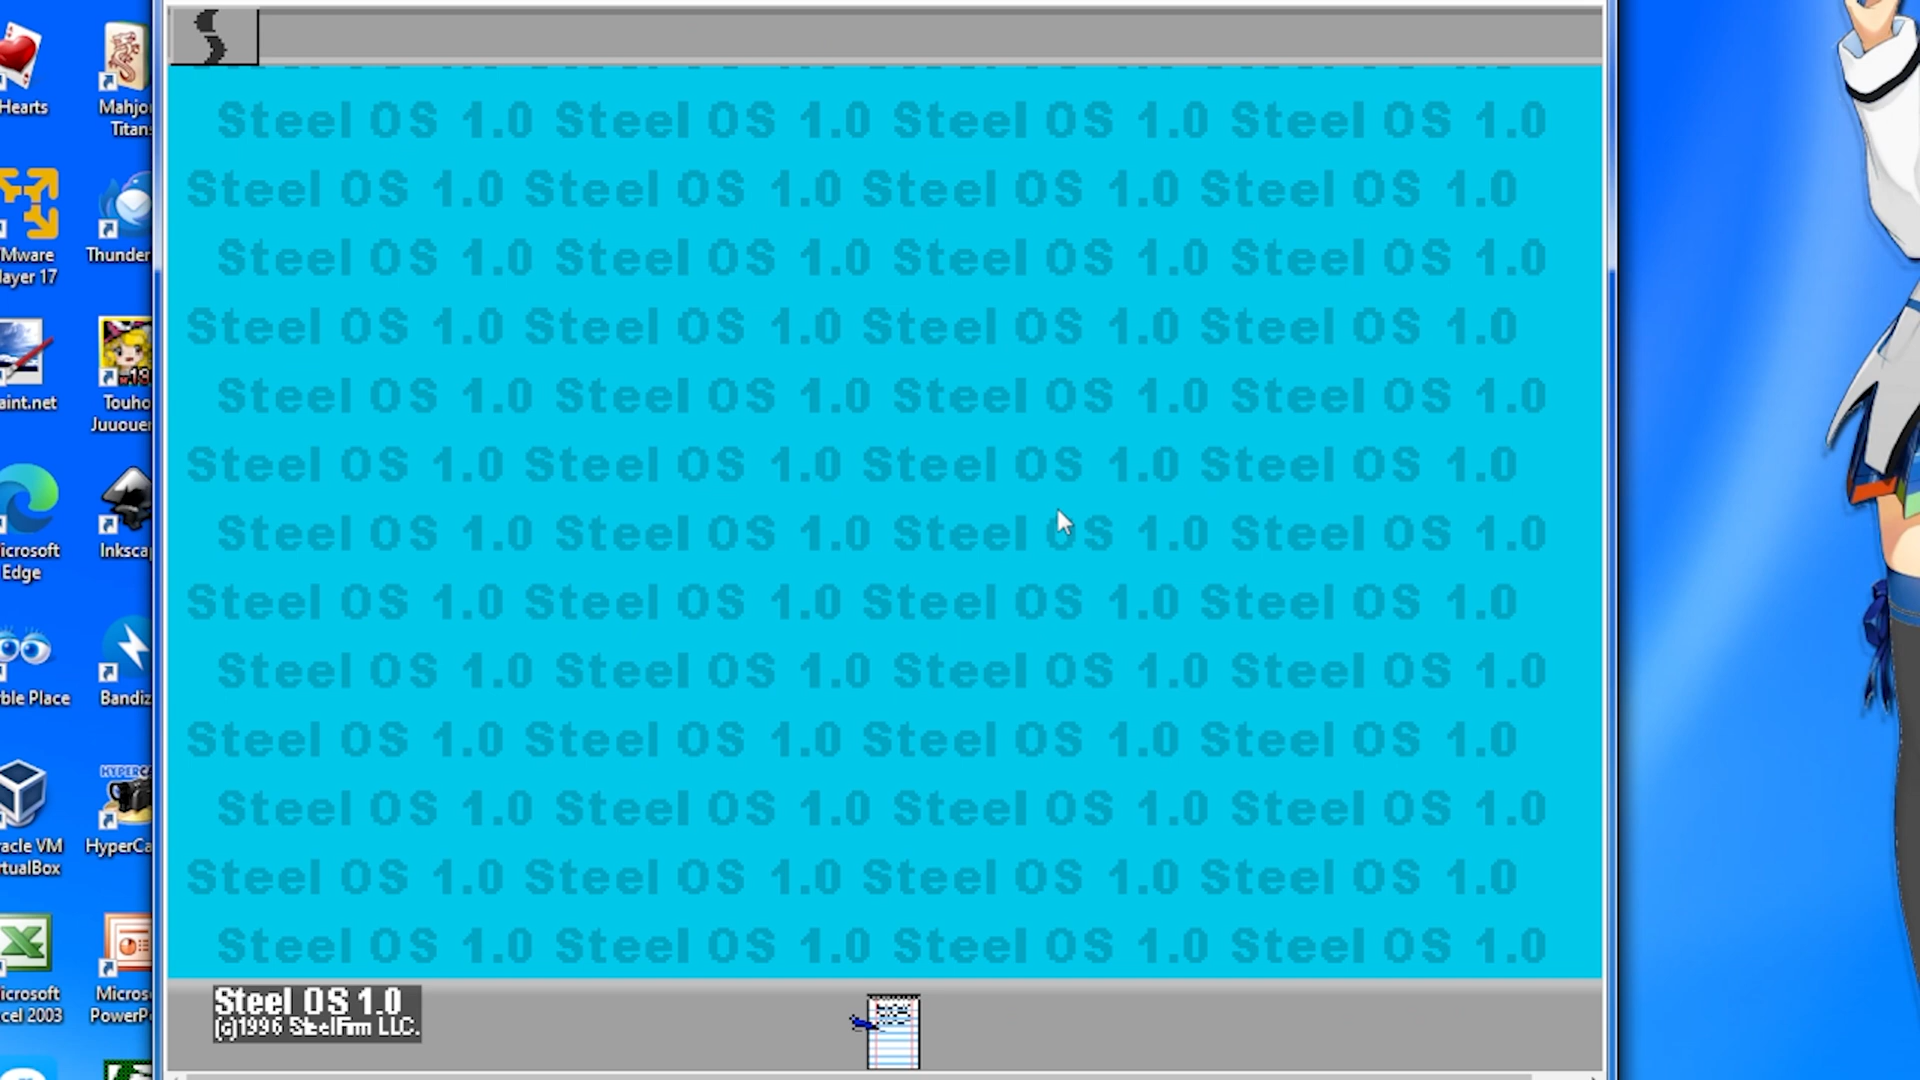 Hearts
Mahjo
Titans
Steel OS 1.0 Steel OS 1.0 Steel OS 1.0 Steel OS 1.0
Steel OS 1.0 Steel OS 1.0 Steel OS 1.0 Steel OS 1.0
Steel OS 1.0 Steel OS 1.0 Steel OS 1.0 Steel OS 1.0
Steel OS 1.0 Steel OS 1.0 Steel OS 1.0 Steel OS 1.0
Steel OS 1.0 Steel OS 1.0 Steel OS 1.0 Steel OS 1.0
Steel OS 1.0 Steel OS 1.0 Steel OS 1.0 Steel OS 1.0
Steel OS 1.0 Steel OS 1.0 Steel OS 1.0 Steel OS 1.0
Steel OS 1.0 Steel OS 1.0 Steel OS 1.0 Steel OS 1.0
Steel OS 1.0 Steel OS 1.0 Steel OS 1.0 Steel OS 1.0
Steel OS 1.0 Steel OS 1.0 Steel OS 1.0 Steel OS 1.0
Steel OS 1.0 Steel OS 1.0 Steel OS 1.0 Steel OS 1.0
Steel OS 1.0 Steel OS 1.0 Steel OS 1.0 Steel OS 1.0
Steel OS 1.0 Steel OS 1.0 Steel OS 1.0 Steel OS 1.0
Mware
layer 17
Thunder
aint.net
Touho
Juuouer
icrosoft
Edge
Inksca
rble Place
Bandiz
racle VM
rtualBox
HYPERCA
HyperCa
icrosoft
cel 2003
Micros
PowerP
Steel OS 1.0
(c)1996 SteelFirm LLC.